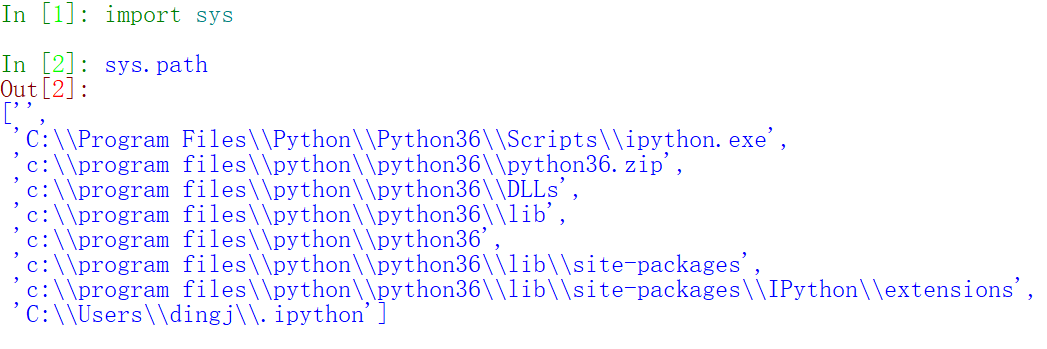 In [1]: import sys
In [2]: sys.path
Out[2]:
['',
 'C:\\Program Files\\Python\\Python36\\Scripts\\ipython.exe',
 'c:\\program files\\python\\python36\\python36.zip',
 'c:\\program files\\python\\python36\\DLLs',
 'c:\\program files\\python\\python36\\lib',
 'c:\\program files\\python\\python36',
 'c:\\program files\\python\\python36\\lib\\site-packages',
 'c:\\program files\\python\\python36\\lib\\site-packages\\IPython\\extensions',
 'C:\\Users\\dingj\\.ipython']